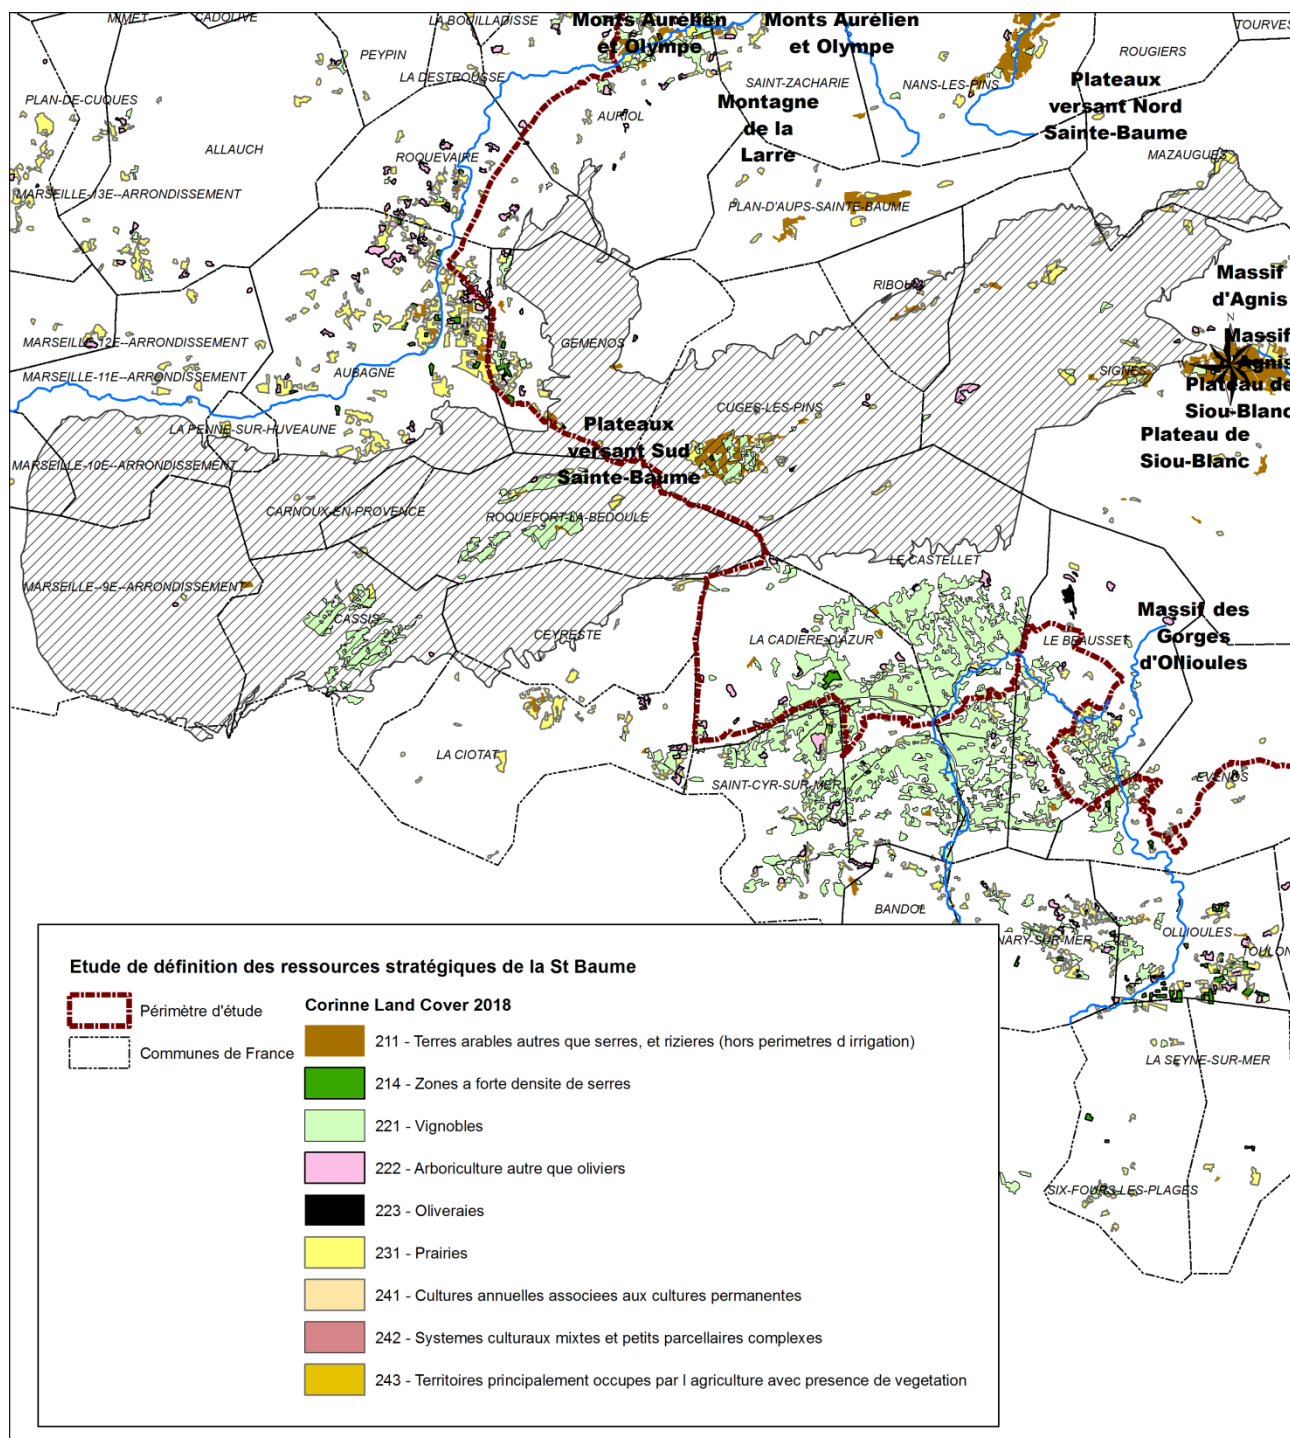 MIMET
CADOLIVE
LA BOUILLADISSE
Monts Aurélien
et Olympe
Monts Aurélien
et Olympe
TOURVES
PEYPIN
ROUGIERS
LA DESTROUSSE
SAINT-ZACHARIE
NANS-LES-PINS
Plateaux
versant Nord
Sainte-Baume
PLAN-DE-CUQUES
Montagne
de la
Larre
AURIOL
ALLAUCH
ROQUEVAIRE
MAZAUGUES
MARSEILLE-13E--ARRONDISSEMENT
PLAN-D'AUPS-SAINTE-BAUME
Massif
d'Agnis
RIBOUX
N
Massif
d'Agnis
MARSEILLE-12E--ARRONDISSEMENT
GEMENOS
MARSEILLE-11E--ARRONDISSEMENT
AUBAGNE
SIGNES
Plateau de
Siou-Blanc
CUGES-LES-PINS
LA PENNE-SUR-HUVEAUNE
Plateaux
versant Sud
Sainte-Baume
Plateau de
Siou-Blanc
MARSEILLE-10E--ARRONDISSEMENT
CARNOUX-EN-PROVENCE
ROQUEFORT-LA-BEDOULE
LE CASTELLET
MARSEILLE--9E--ARRONDISSEMENT
CASSIS
CEYRESTE
LA CADIERE-D'AZUR
LE BEAUSSET
Massif des
Gorges
d'Ollioules
LA CIOTAT
SAINT-CYR-SUR-MER
EVENOS
BANDOL
NARY-SUR-MER
OLLIOULES
TOULON
LA SEYNE-SUR-MER
SIX-FOURS-LES-PLAGES
Etude de définition des ressources stratégiques de la St Baume
Périmètre d'étude
Communes de France
Corinne Land Cover 2018
211 - Terres arables autres que serres, et rizieres (hors perimetres d irrigation)
214 - Zones a forte densite de serres
221 - Vignobles
222 - Arboriculture autre que oliviers
223 - Oliveraies
231 - Prairies
241 - Cultures annuelles associees aux cultures permanentes
242 - Systemes culturaux mixtes et petits parcellaires complexes
243 - Territoires principalement occupes par l agriculture avec presence de vegetation